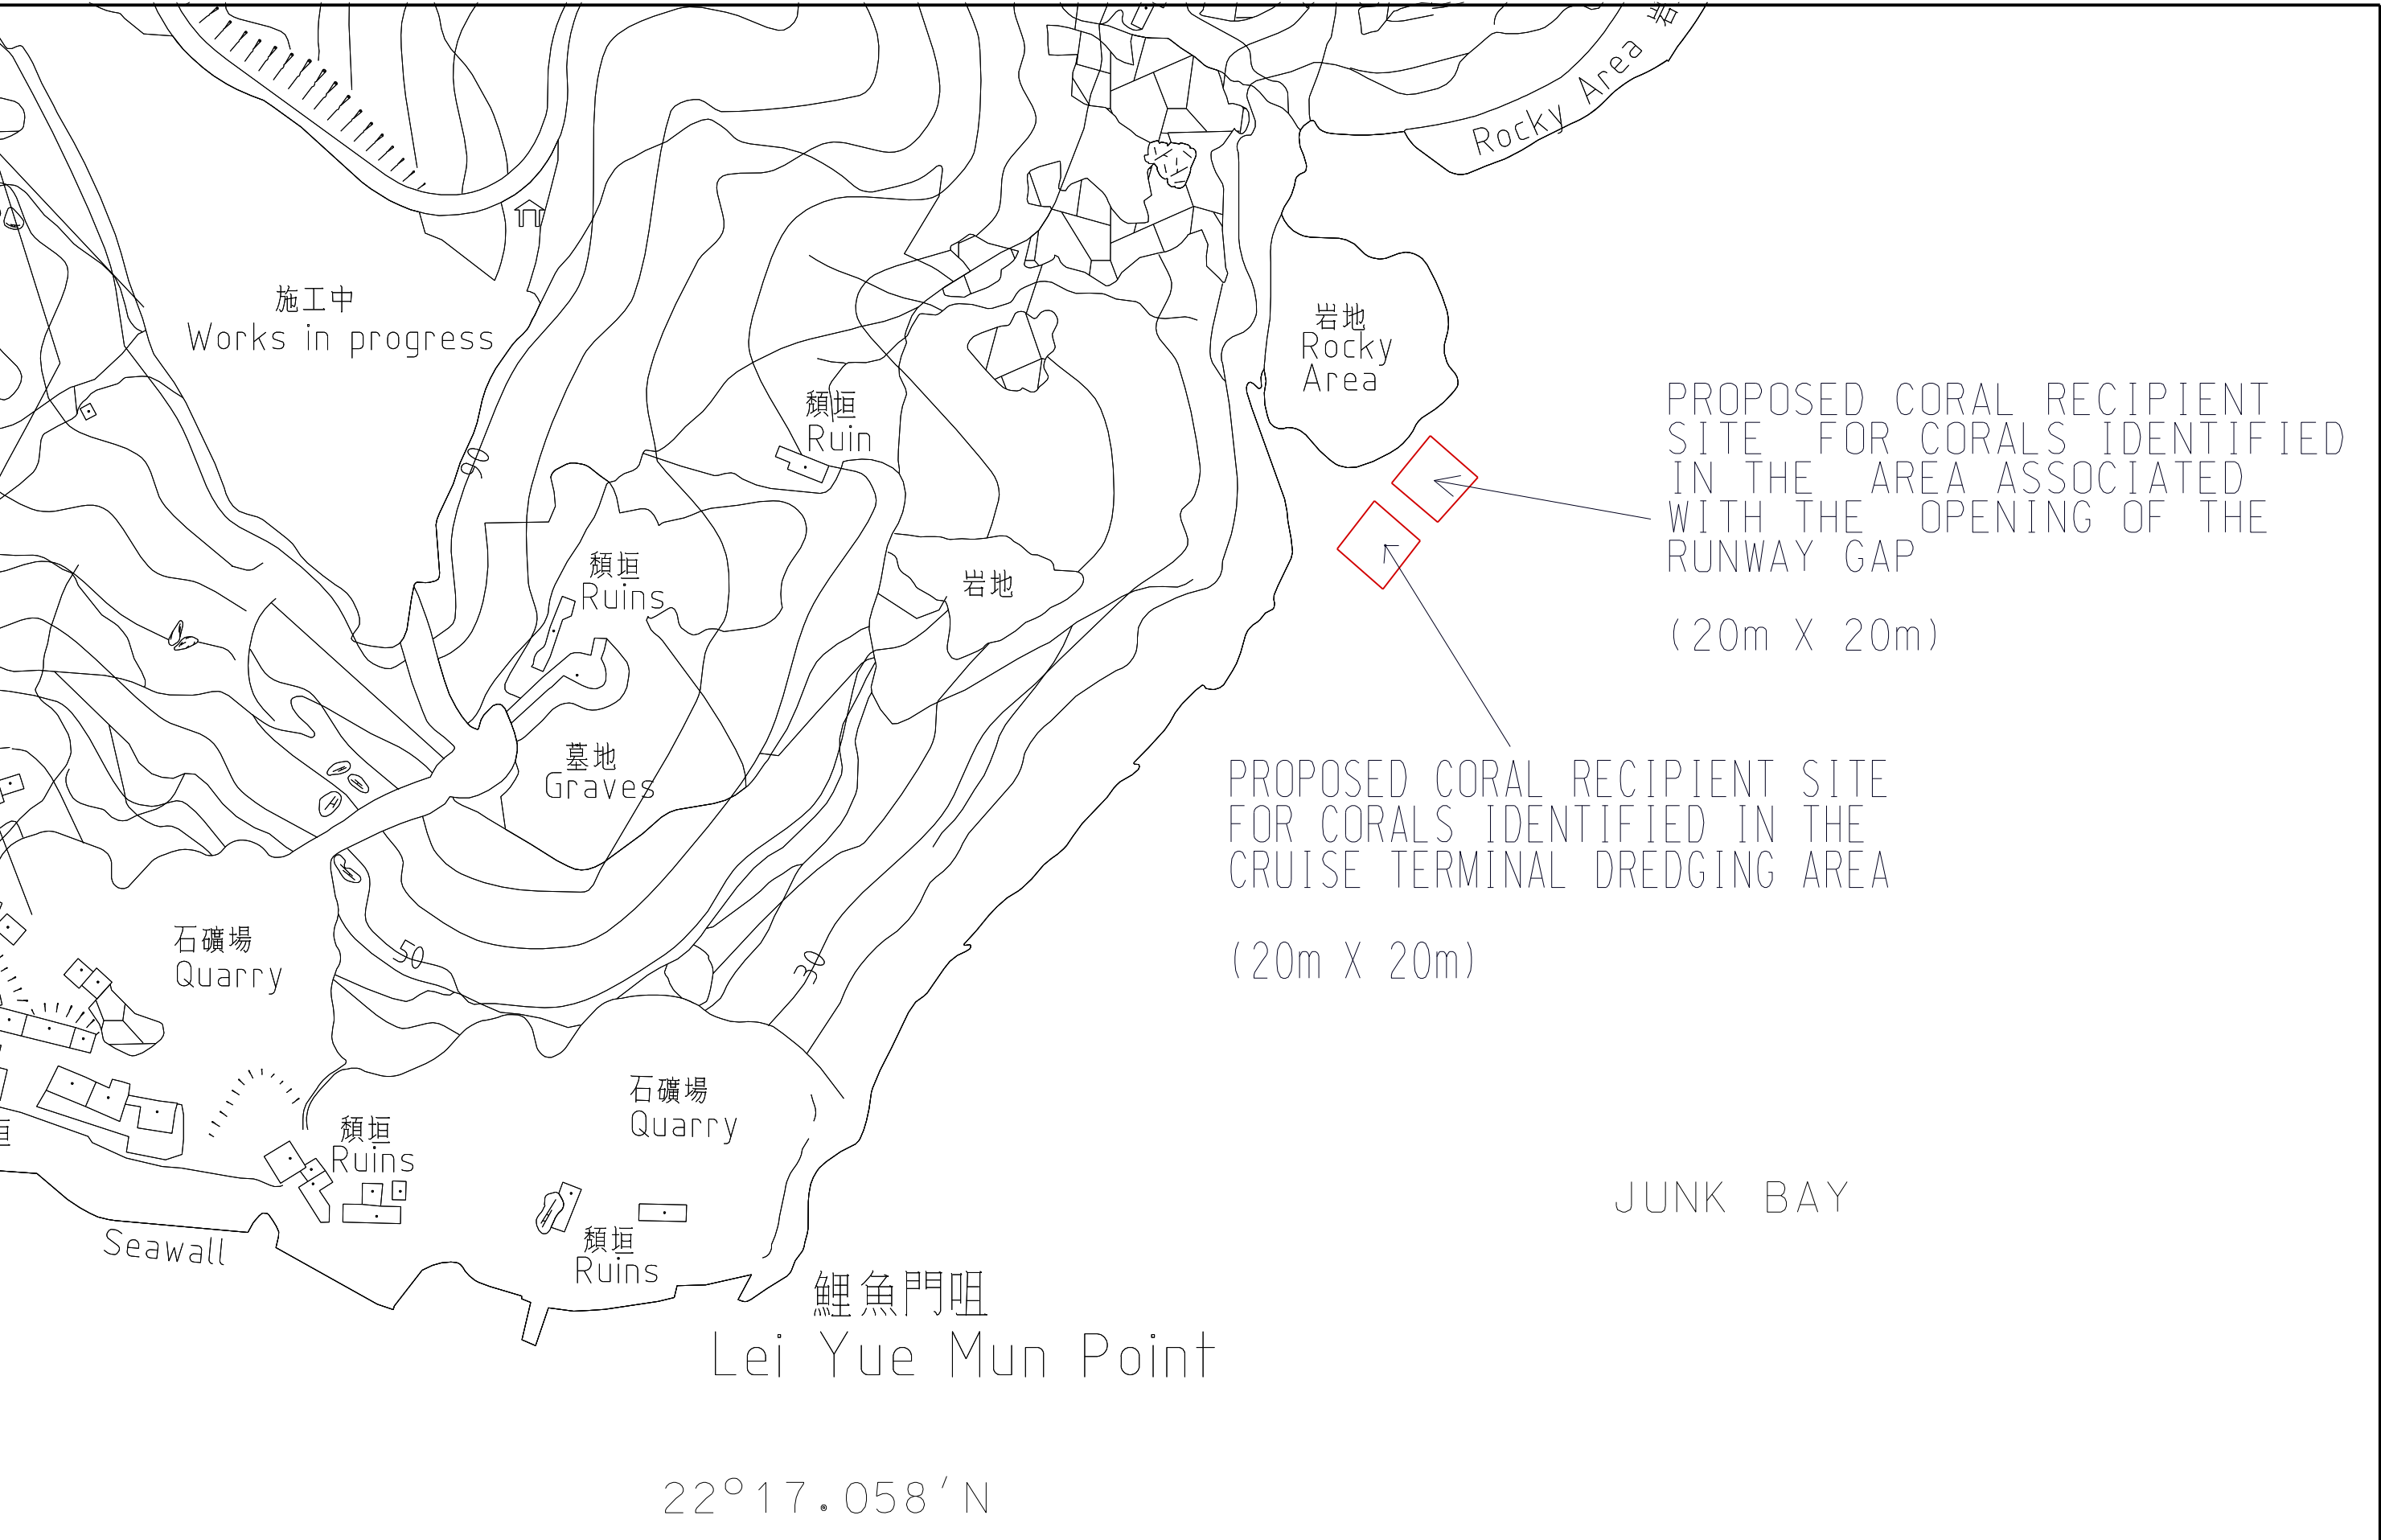 Rocky Area 岩
施工中
Works in progress
岩地
Rocky
Area
頹垣
Ruin
PROPOSED CORAL RECIPIENT
SITE FOR CORALS IDENTIFIED
IN THE AREA ASSOCIATED
WITH THE OPENING OF THE
RUNWAY GAP
(20m X 20m)
90
頹垣
Ruins
岩地
墓地
Graves
PROPOSED CORAL RECIPIENT SITE
FOR CORALS IDENTIFIED IN THE
CRUISE TERMINAL DREDGING AREA
(20m X 20m)
石礦場
Quarry
50
30
石礦場
Quarry
垣
頹垣
Ruins
JUNK BAY
Seawall
頹垣
Ruins
鯉魚門咀
Lei Yue Mun Point
22°17.058'N